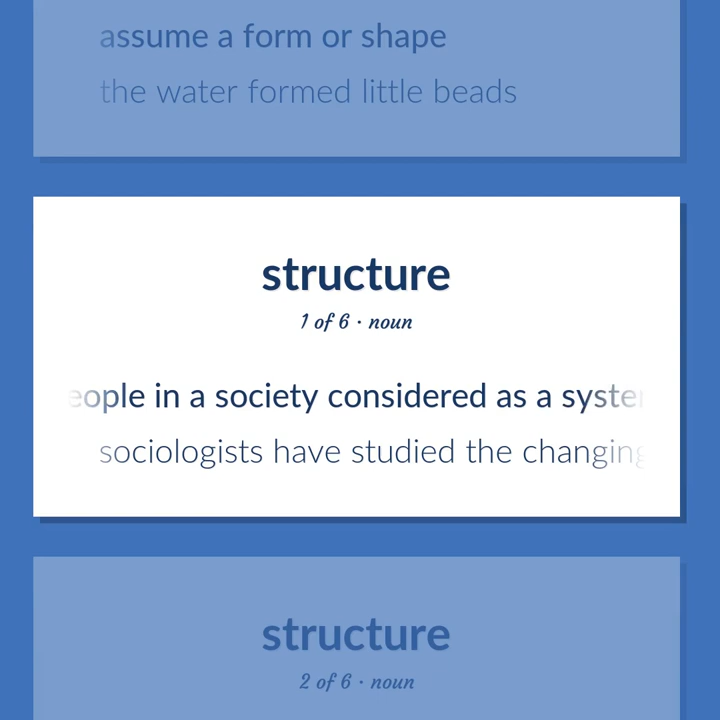 assume a form or shape
the water formed little beads
structure
1 of 6 · noun
eople in a society considered as a syste
sociologists have studied the changing
structure
2 of 6 · noun